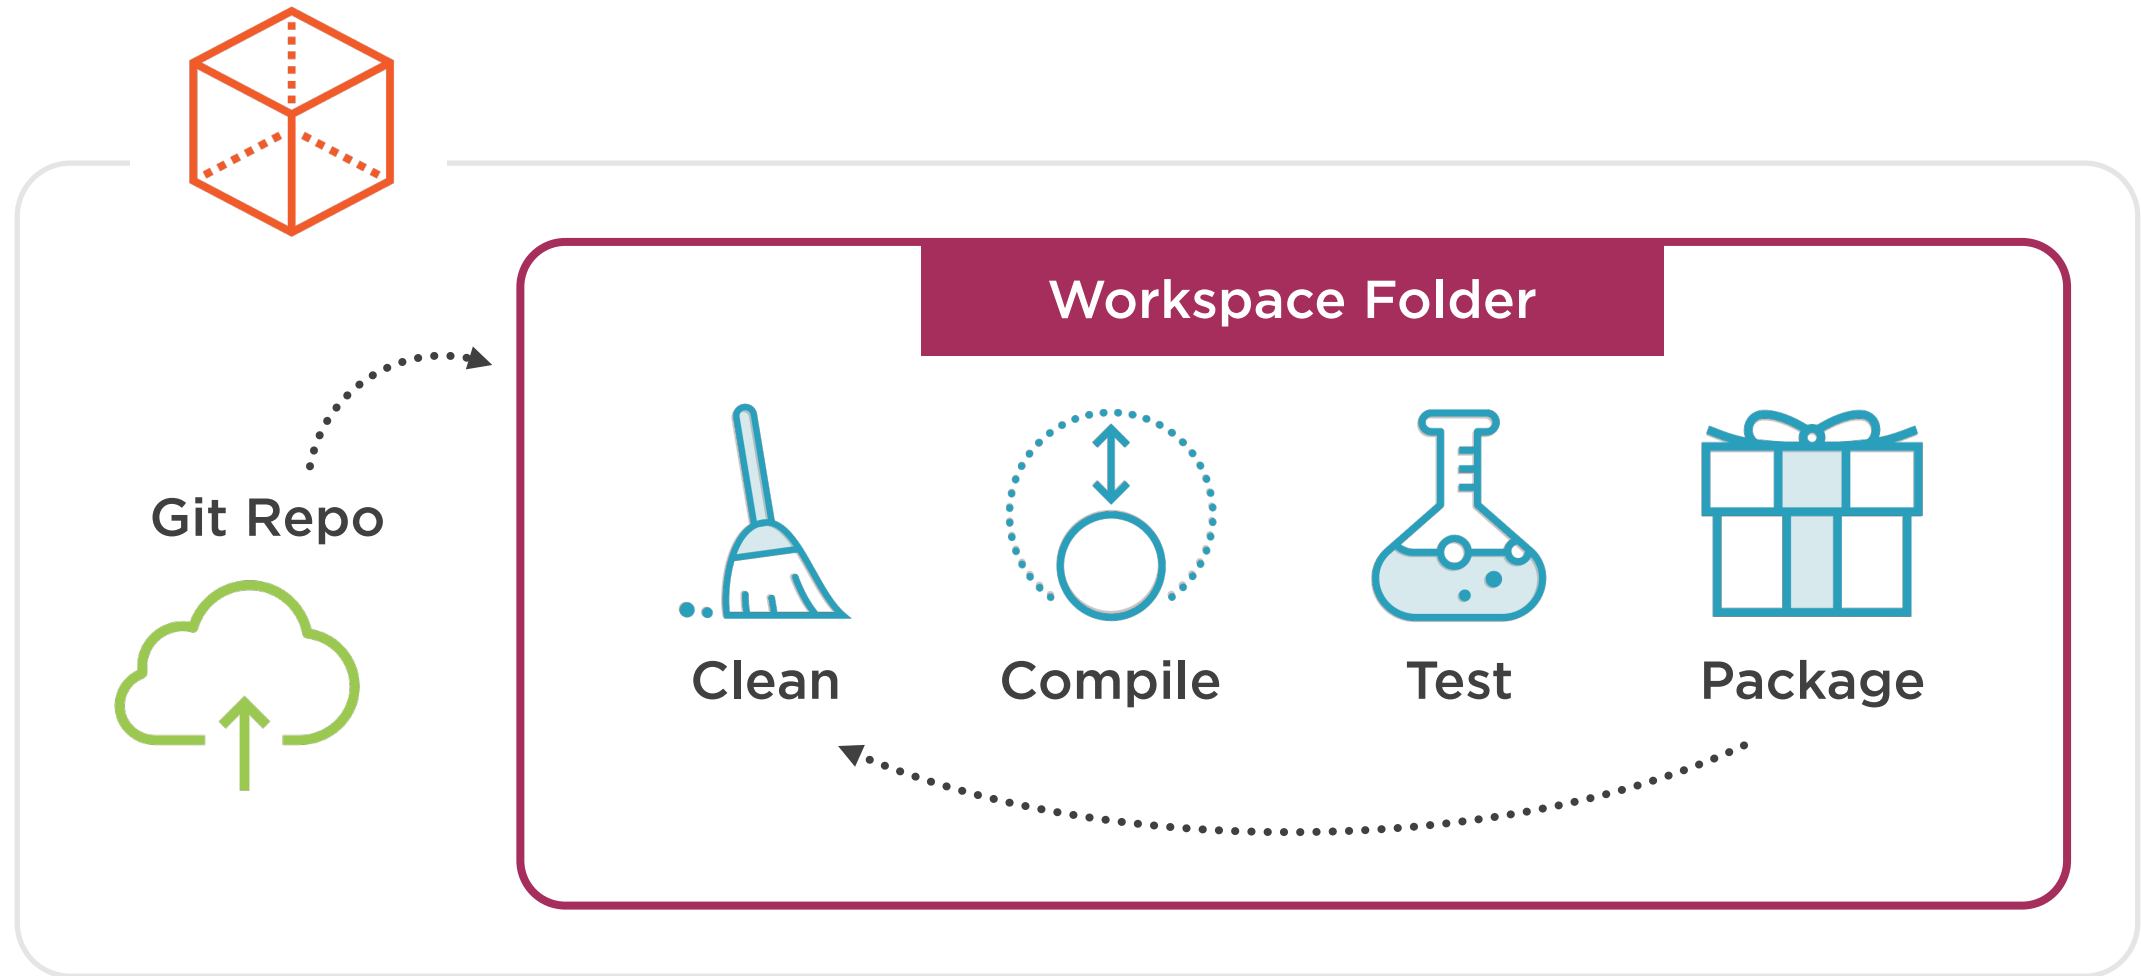 Workspace Folder
Git Repo
Clean
Compile
Test
Package